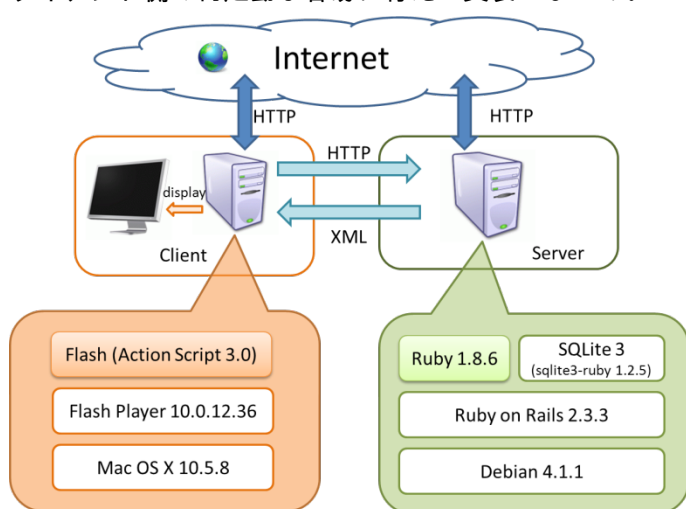 Internet
HTTP
HTTP
HTTP
display
XML
Client
Server
Flash (Action Script 3.0)
Flash Player 10.0.12.36
Mac OS X 10.5.8
Ruby 1.8.6
SQLite 3
(sqlite3-ruby 1.2.5)
Ruby on Rails 2.3.3
Debian 4.1.1